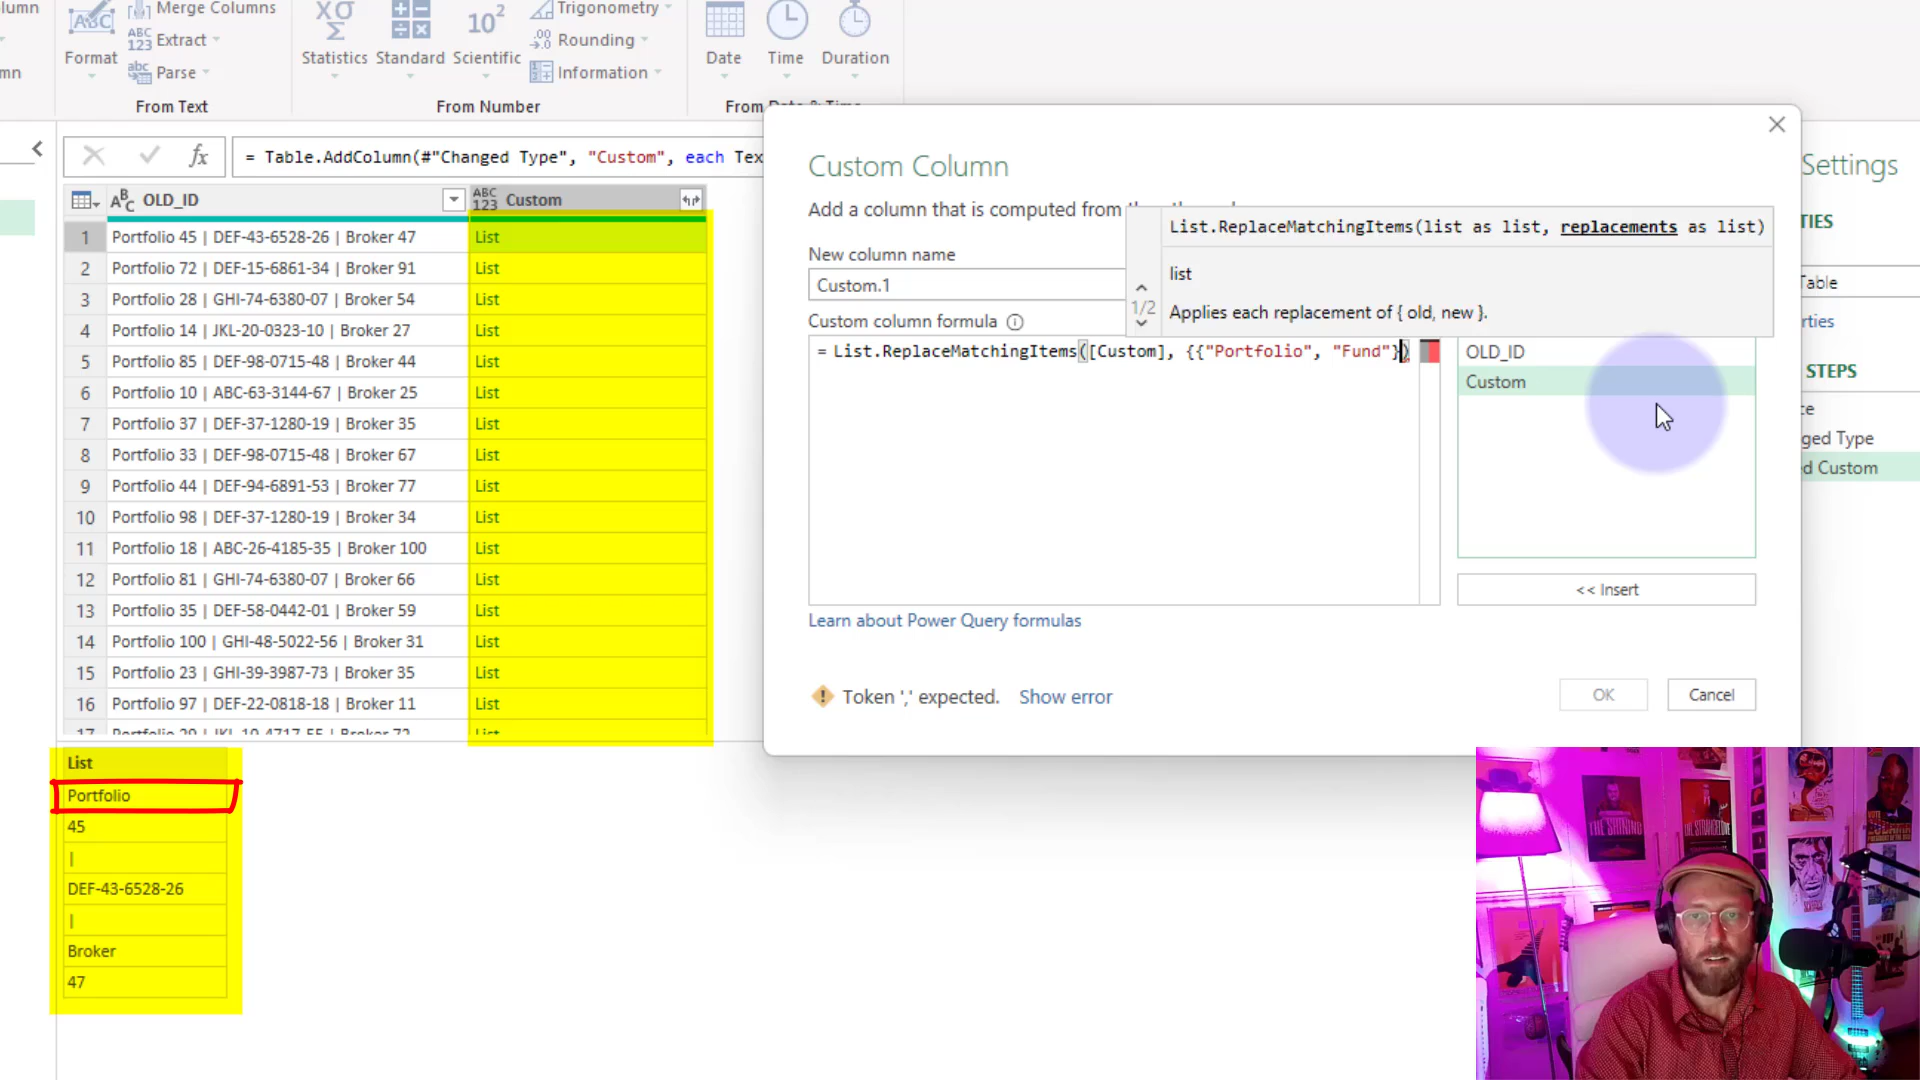 Merge Columns
Format
Extract
Parse
From Text
Statistics
Standard
10²
Scientific
Trigonometry
Rounding
Information
From Number
Date
Time
Duration
From Date & Time
fx
= Table.AddColumn(#"Changed Type", "Custom", each Tex
OLD_ID
ABC 123 Custom
1 Portfolio 45 | DEF-43-6528-26 | Broker 47 List
2 Portfolio 72 | DEF-15-6861-34 | Broker 91 List
3 Portfolio 28 | GHI-74-6380-07 | Broker 54 List
4 Portfolio 14 | JKL-20-0323-10 | Broker 27 List
5 Portfolio 85 | DEF-98-0715-48 | Broker 44 List
6 Portfolio 10 | ABC-63-3144-67 | Broker 25 List
7 Portfolio 37 | DEF-37-1280-19 | Broker 35 List
8 Portfolio 33 | DEF-98-0715-48 | Broker 67 List
9 Portfolio 44 | DEF-94-6891-53 | Broker 77 List
10 Portfolio 98 | DEF-37-1280-19 | Broker 34 List
11 Portfolio 18 | ABC-26-4185-35 | Broker 100 List
12 Portfolio 81 | GHI-74-6380-07 | Broker 66 List
13 Portfolio 35 | DEF-58-0442-01 | Broker 59 List
14 Portfolio 100 | GHI-48-5022-56 | Broker 31 List
15 Portfolio 23 | GHI-39-3987-73 | Broker 35 List
16 Portfolio 97 | DEF-22-0818-18 | Broker 11 List
List
Portfolio
45
|
DEF-43-6528-26
|
Broker
47
Custom Column
Add a column that is computed from
New column name
Custom.1
Custom column formula
= List.ReplaceMatchingItems([Custom], {{"Portfolio", "Fund"})
List.ReplaceMatchingItems(list as list, replacements as list)
list
1/2
Applies each replacement of { old, new }.
OLD_ID
Custom
<< Insert
Learn about Power Query formulas
Token ',' expected.
Show error
OK
Cancel
Settings
TIES
Table
rties
STEPS
ce
ged Type
d Custom
THE SHINING
DR. STRANGELOVE